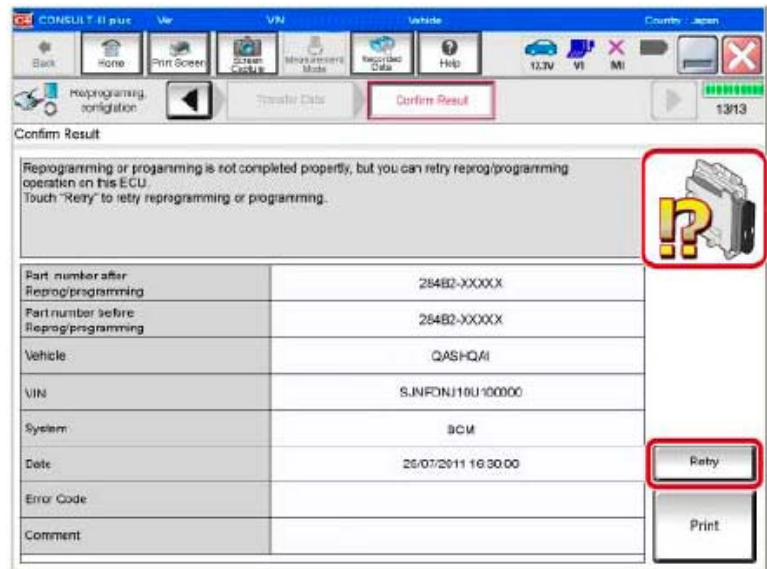 CONSULT-III plus Ver VIN Vehicle Country : Japan
Back Home Print Screen Screen Capture Measurement Mode Recorded Data Help 12.3V VI MI
Reprogramming, configuration Transfer Data Confirm Result 13/13
Confirm Result
Reprogramming or progamming is not completed propertly, but you can retry reprog/programming
operation on this ECU.
Touch "Retry" to retry reprogramming or programming.
!?
Part number after
Reprog/programming
284B2-XXXXX
Part number before
Reprog/programming
284B2-XXXXX
Vehicle QASHQAI
VIN SJNFDNJ10U100000
System BCM
Date 26/07/2011 16:30:00
Retry
Error Code
Comment
Print